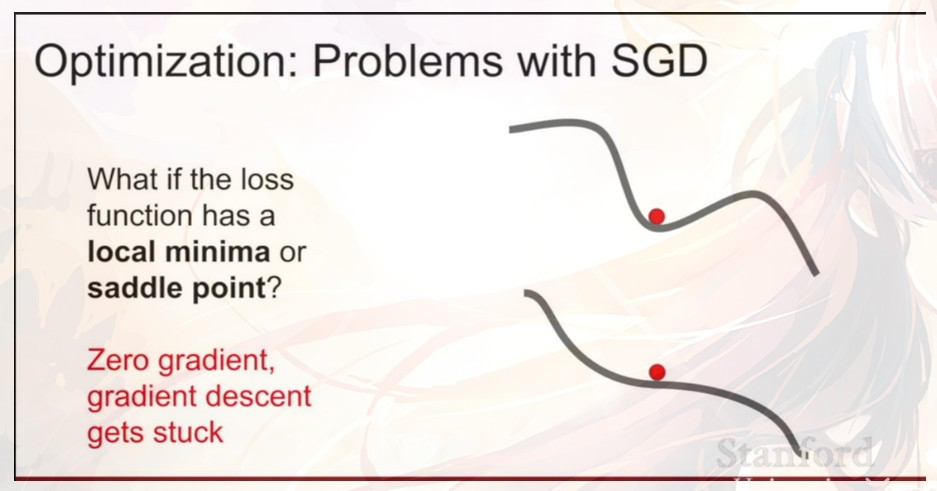 Optimization: Problems with SGD
What if the loss
function has a
local minima or
saddle point?
Zero gradient,
gradient descent
gets stuck
Stanford